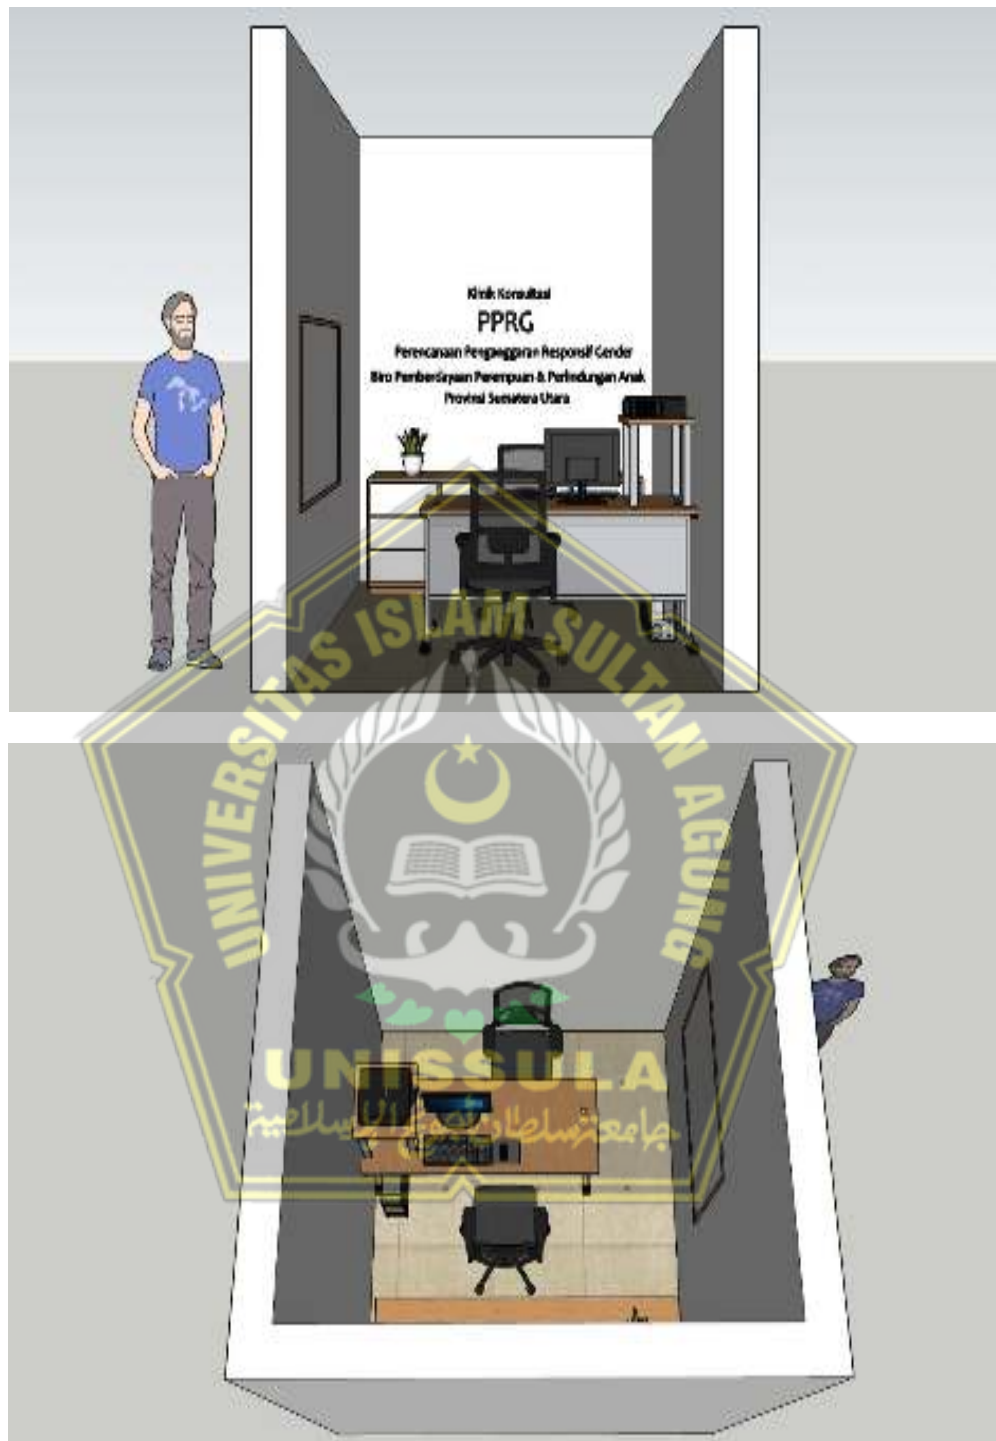 Klinik Konsultasi
PPRG
Perencanaan Penganggaran Responsif Gender
Biro Pemberdayaan Perempuan & Perlindungan Anak
Provinsi Sumatera Utara
UNIVERSITAS ISLAM SULTAN AGUNG
UNISSULA
جامعة سلطان أجونج الإسلامية